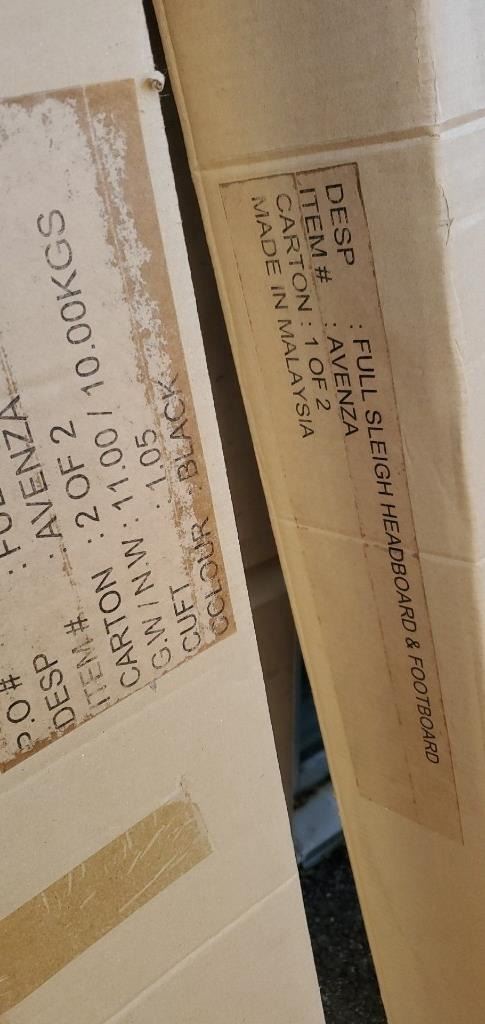 P.O #
DESP : FUL
ITEM # : AVENZA
CARTON : 2 OF 2
G.W / N.W : 11.00 / 10.00KGS
CUFT : 1.05
COLOUR : BLACK
DESP : FULL SLEIGH HEADBOARD & FOOTBOARD
ITEM # : AVENZA
CARTON : 1 OF 2
MADE IN MALAYSIA